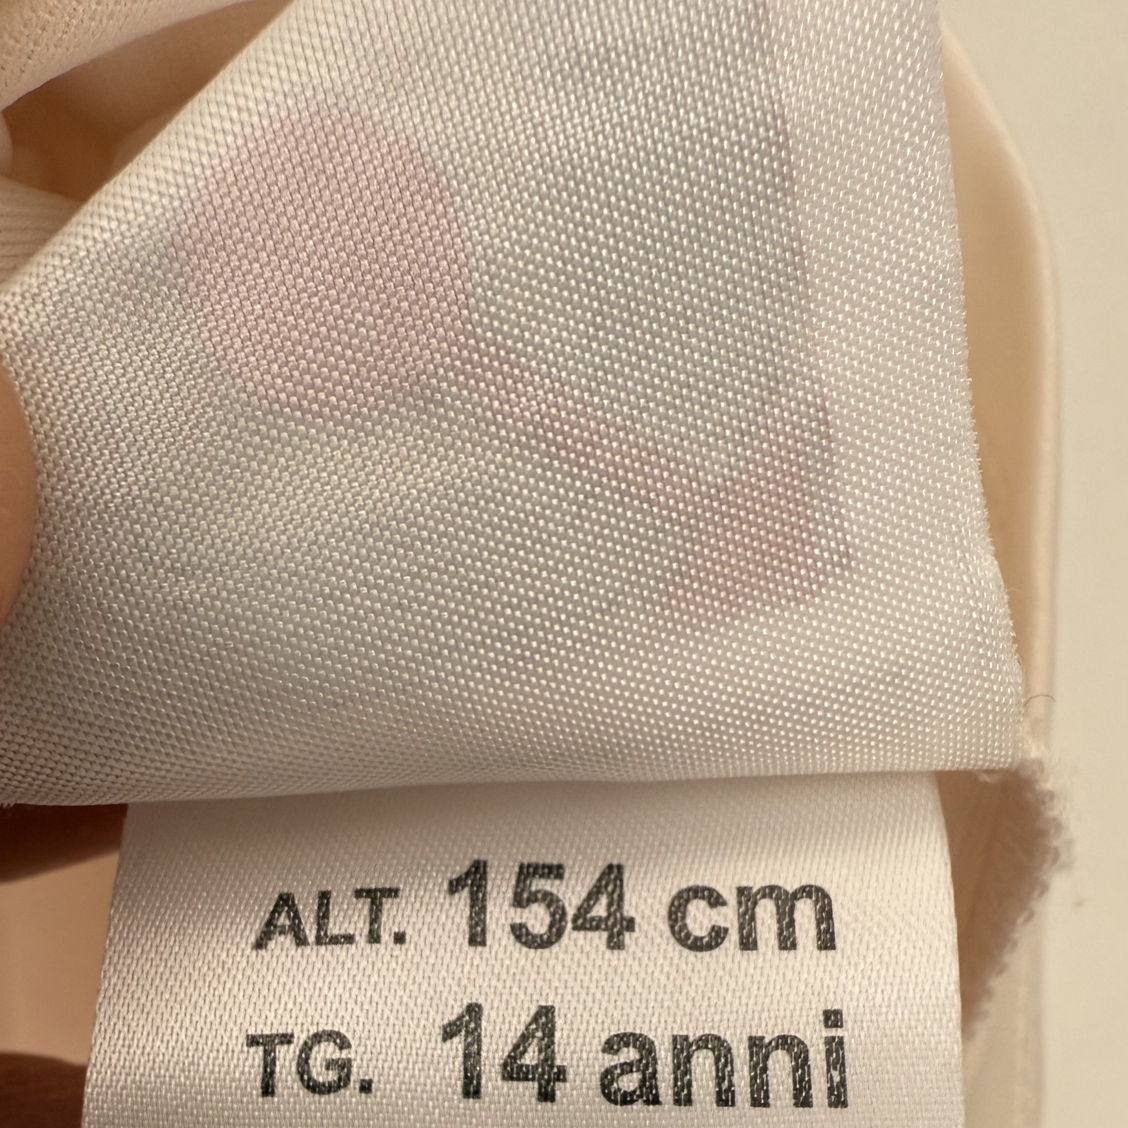 ALT. 154 cm
TG. 14 anni